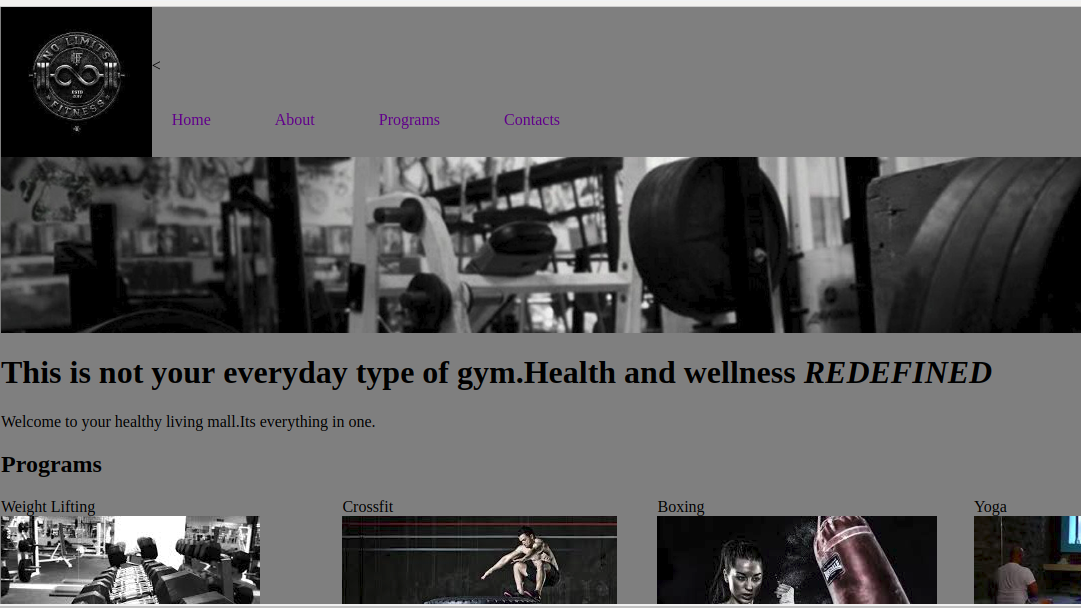 NO LIMITS
ESTD
FITNESS
<
Home About Programs Contacts
This is not your everyday type of gym.Health and wellness REDEFINED
Welcome to your healthy living mall.Its everything in one.
Programs
Weight Lifting Crossfit Boxing Yoga